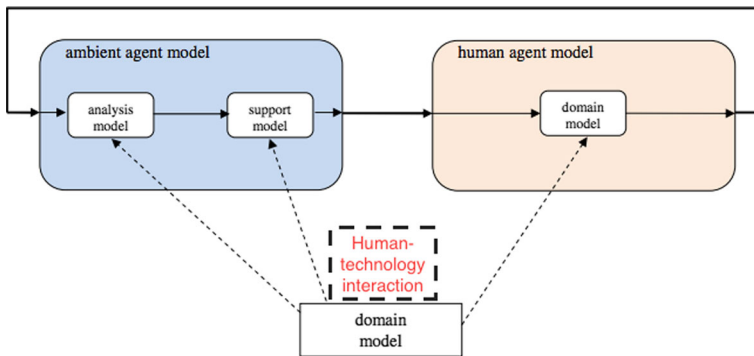 ambient agent model
human agent model
analysis
model
support
model
domain
model
Human-
technology
interaction
domain
model